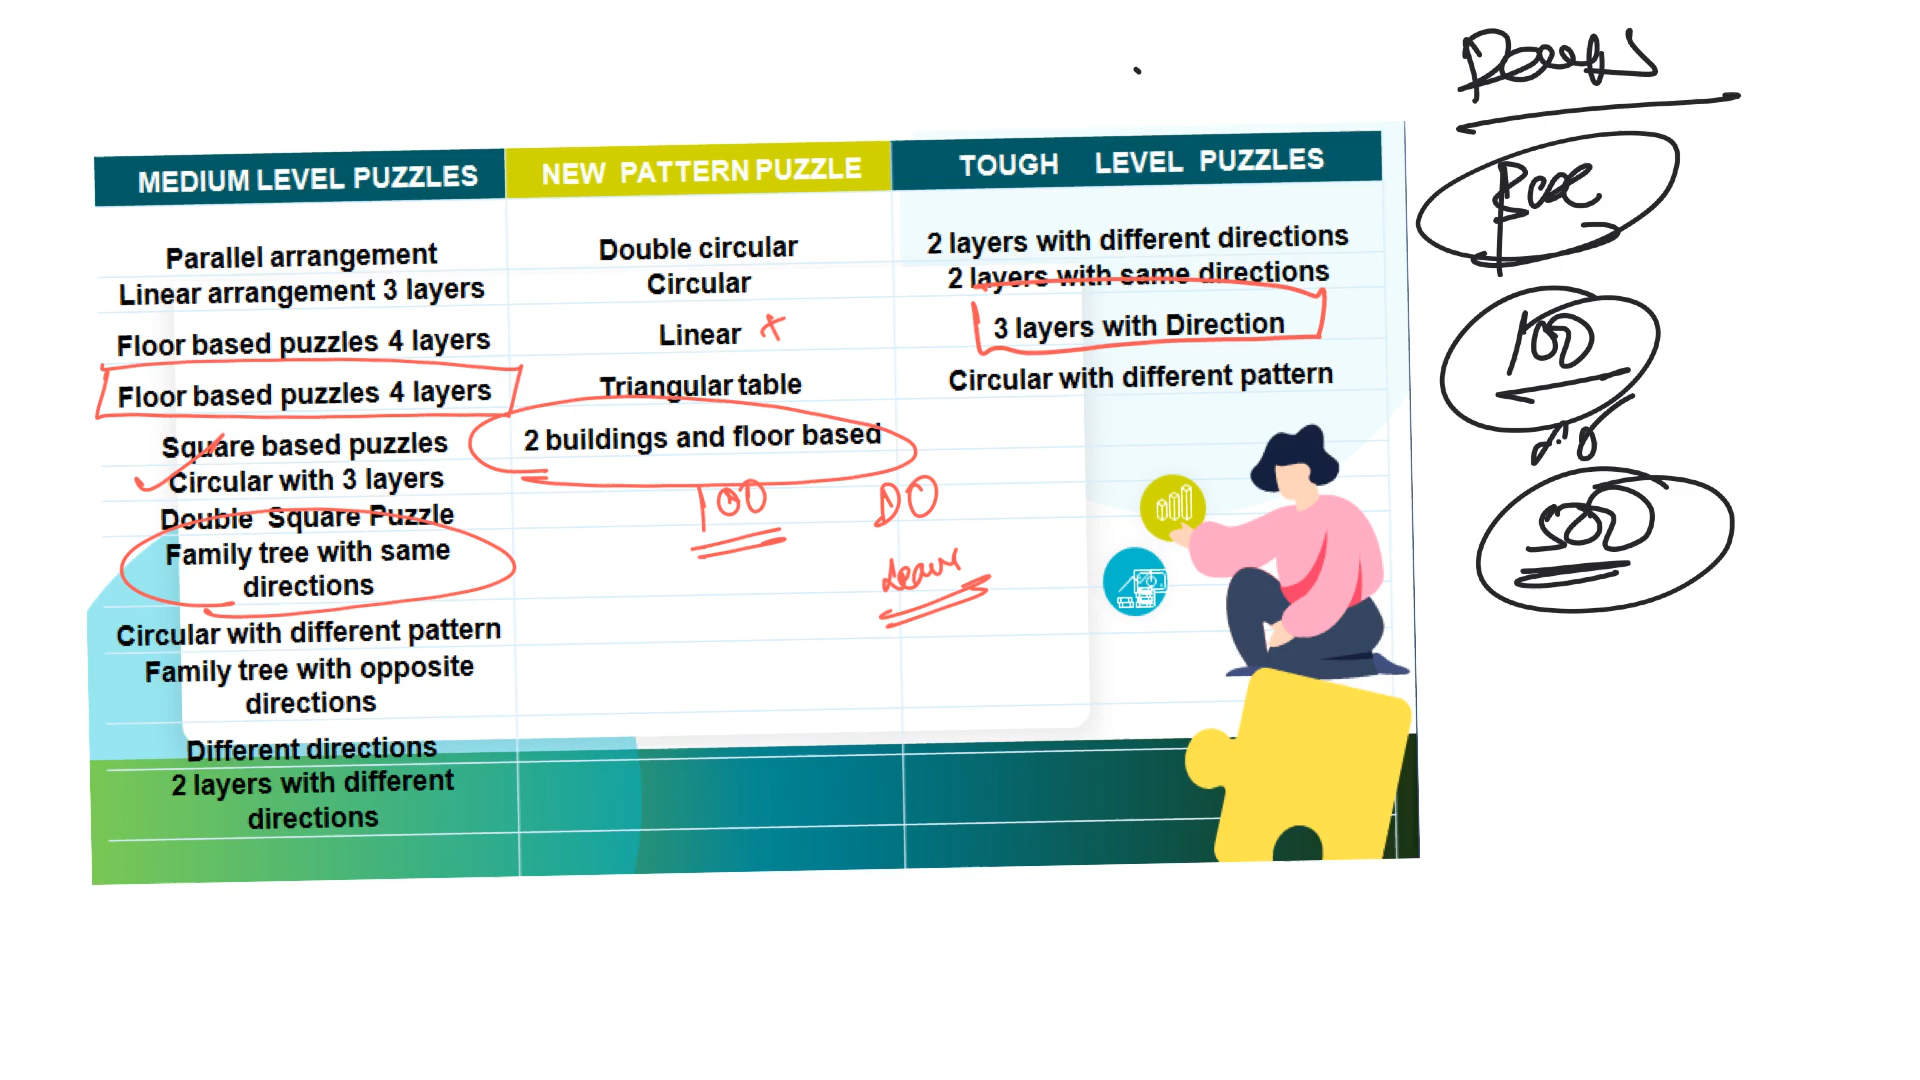 MEDIUM LEVEL PUZZLES
Parallel arrangement
Linear arrangement 3 layers
Floor based puzzles 4 layers
Floor based puzzles 4 layers
Square based puzzles
Circular with 3 layers
Double Square Puzzle
Family tree with same
directions
Circular with different pattern
Family tree with opposite
directions
Different directions
2 layers with different
directions
NEW PATTERN PUZZLE
Double circular
Circular
Linear
Triangular table
2 buildings and floor based
100
DO
Leave
TOUGH LEVEL PUZZLES
2 layers with different directions
2 layers with same directions
3 layers with Direction
Circular with different pattern
100